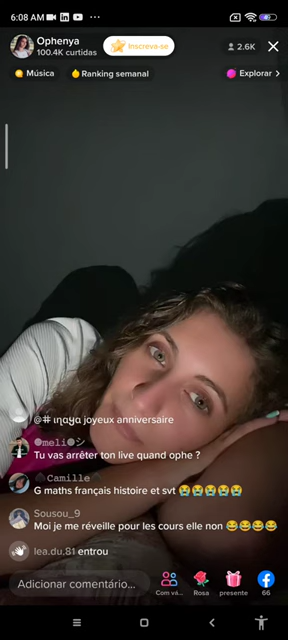 6:08 AM
Ophenya
100.4K curtidas
Inscreva-se
2.6K
Música
Ranking semanal
Explorar >
@# ıɳαყα joyeux anniversaire
meli シ
Tu vas arrêter ton live quand ophe ?
Camille
G maths français histoire et svt 😭😭😭😭😭
Sousou_9
Moi je me réveille pour les cours elle non 😂😂😂😂
lea.du.81 entrou
Adicionar comentário...
Com vá...
Rosa
presente
66